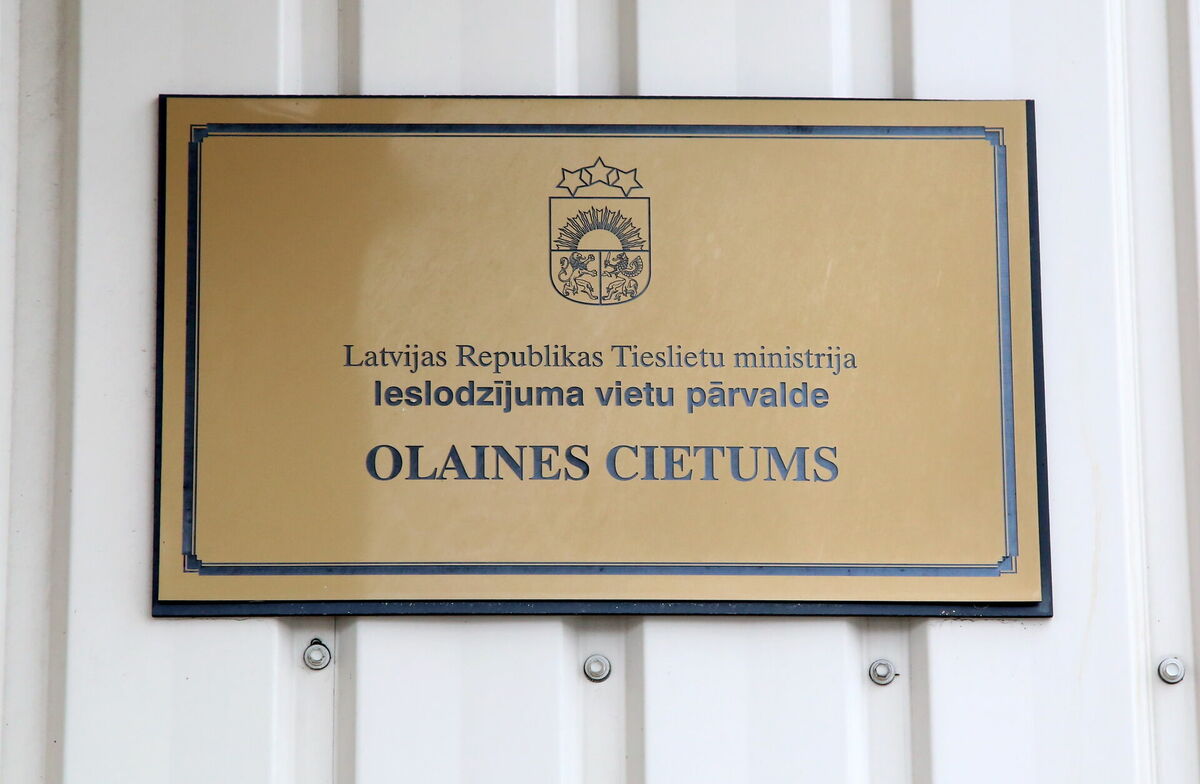 Latvijas Republikas Tieslietu ministrija
Ieslodzījuma vietu pārvalde
OLAINES CIETUMS